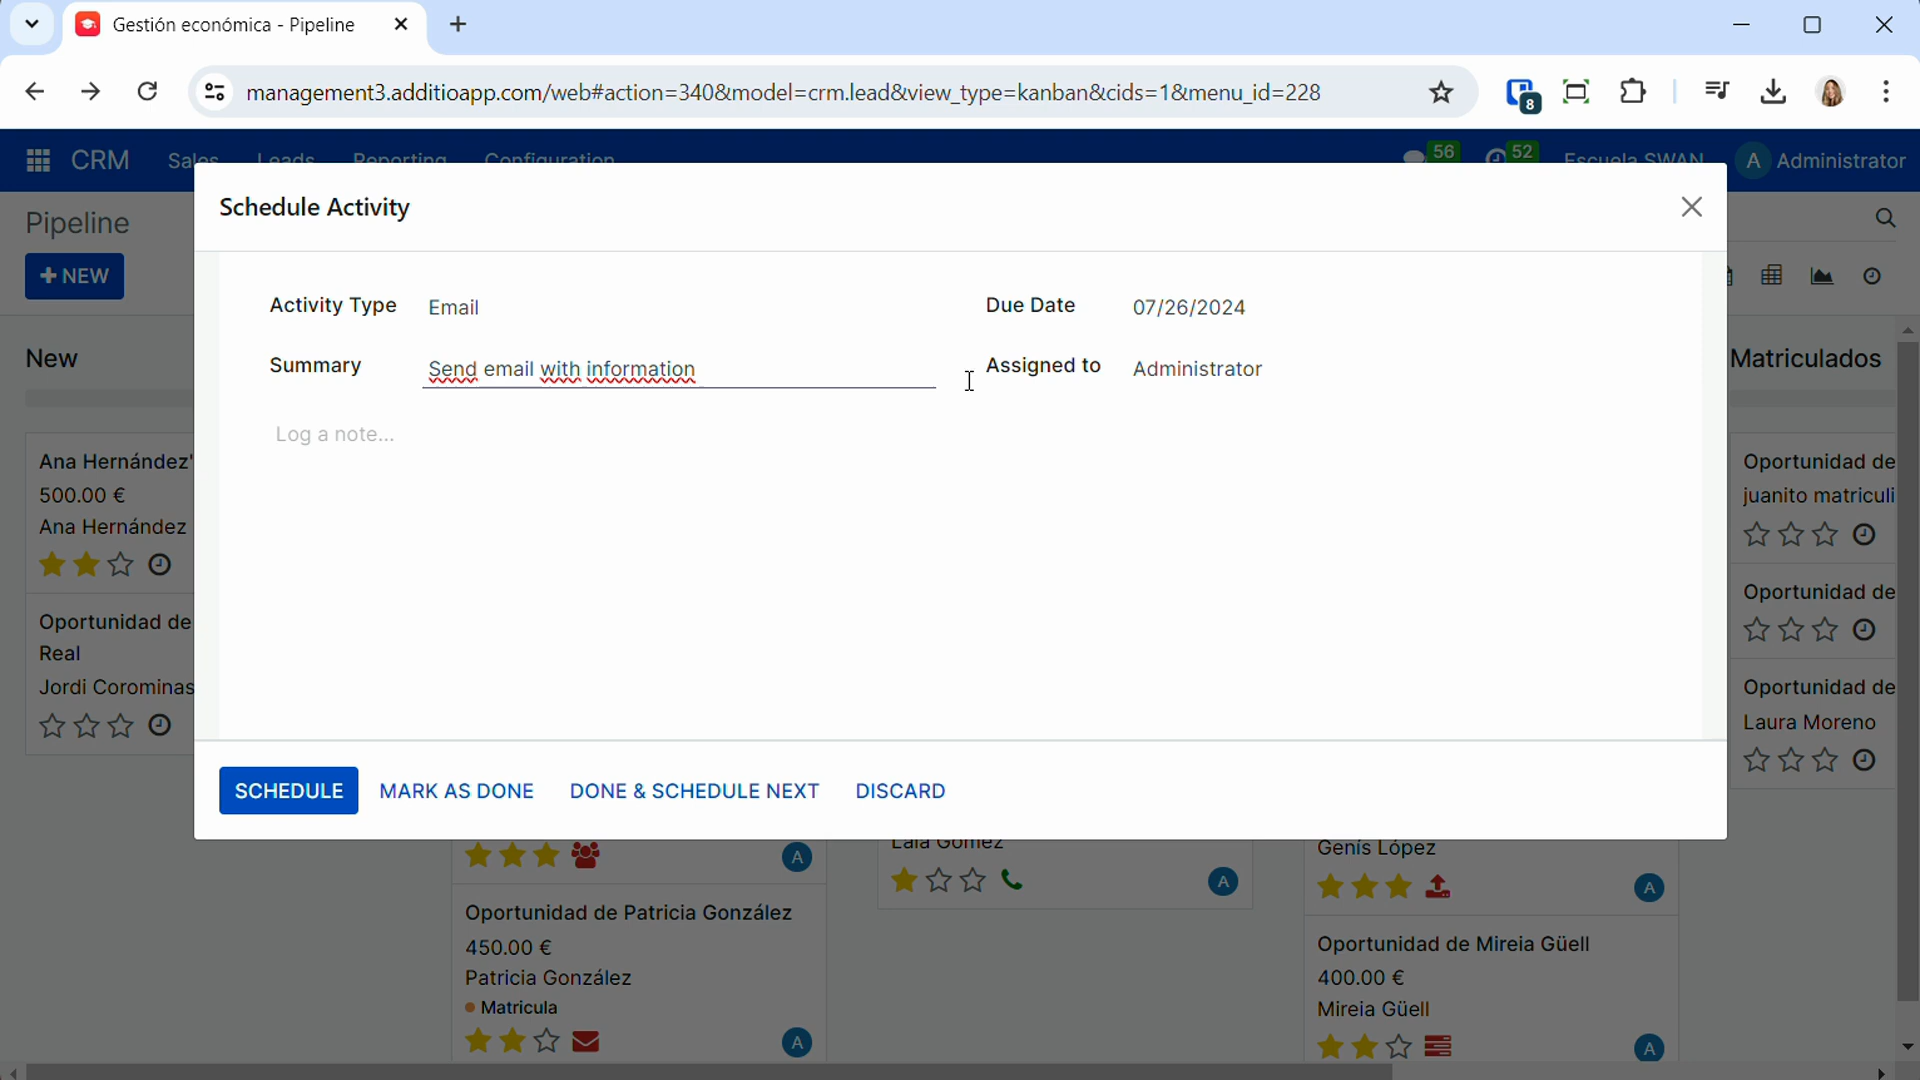 Gestión económica - Pipeline
management3.additioapp.com/web#action=340&model=crm.lead&view_type=kanban&cids=1&menu_id=228
8
CRM Sales Leads Reporting Configuration 56 52 Escuela SWAN A Administrator
Pipeline
+ NEW
Schedule Activity
Activity Type Email
Due Date 07/26/2024
Summary Send email with information
Assigned to Administrator
Log a note...
SCHEDULE MARK AS DONE DONE & SCHEDULE NEXT DISCARD
New
Ana Hernández'
500.00 €
Ana Hernández
Oportunidad de
Real
Jordi Corominas
A
Oportunidad de Patricia González
450.00 €
Patricia González
Matricula
A
Gómez
A
Genís López
A
Oportunidad de Mireia Güell
400.00 €
Mireia Güell
A
Matriculados
Oportunidad de
juanito matriculi
Oportunidad de
Oportunidad de
Laura Moreno